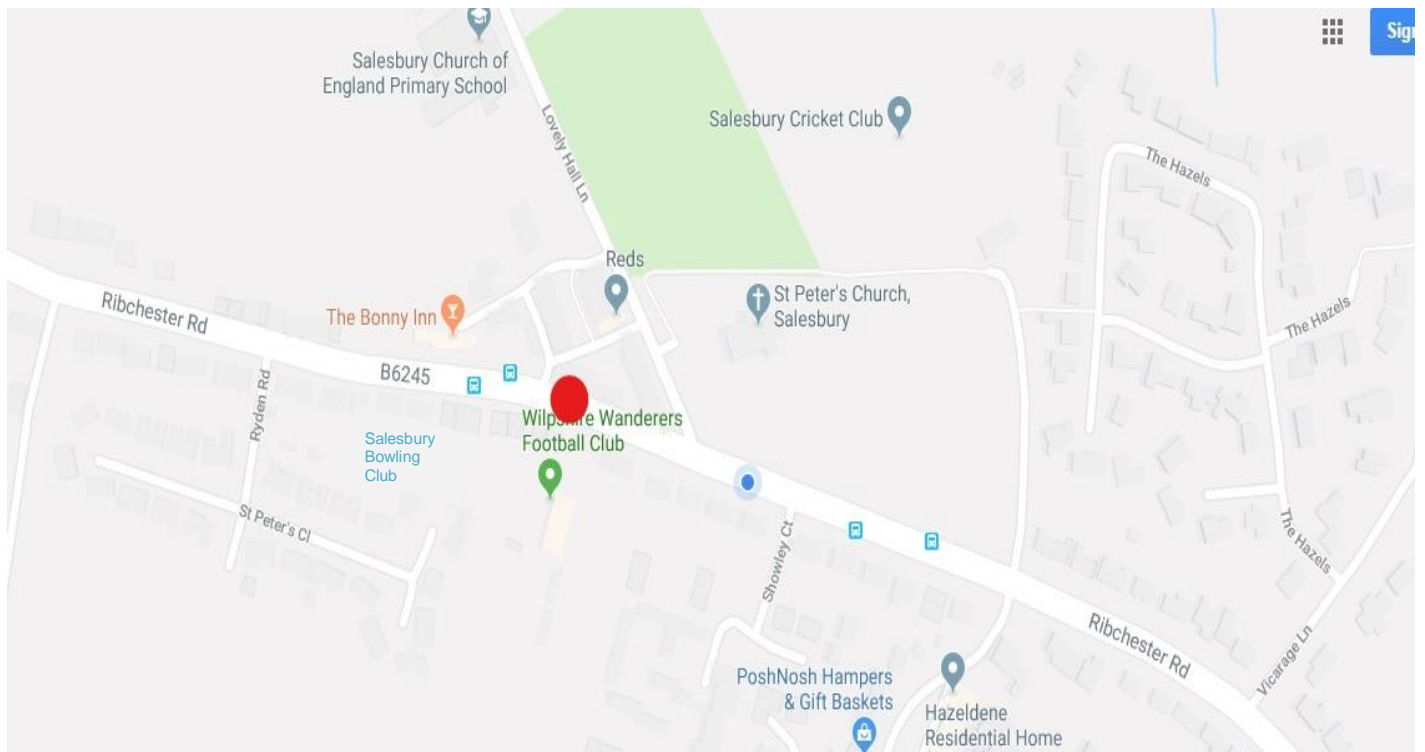 Sign
Salesbury Church of
England Primary School
Lovely Hall Ln
Salesbury Cricket Club
The Hazels
Reds
St Peter's Church,
Salesbury
The Hazels
Ribchester Rd
The Bonny Inn
B6245
Ryden Rd
Wilpshire Wanderers
Football Club
Salesbury
Bowling
Club
St Peter's Cl
Showley Ct
The Hazels
Ribchester Rd
Vicarage Ln
PoshNosh Hampers
& Gift Baskets
Hazeldene
Residential Home